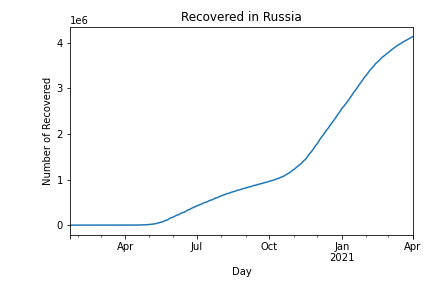 Recovered in Russia
1e6
4
3
2
1
0
Number of Recovered
Apr
Jul
Oct
Jan
2021
Apr
Day